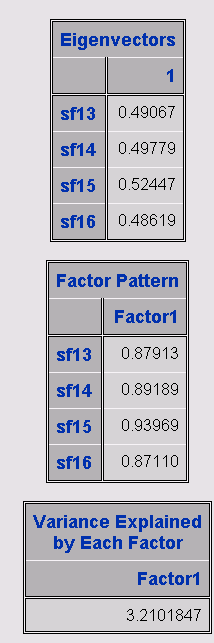 Eigenvectors
1
sf13 0.49067
sf14 0.49779
sf15 0.52447
sf16 0.48619
Factor Pattern
Factor1
sf13 0.87913
sf14 0.89189
sf15 0.93969
sf16 0.87110
Variance Explained
by Each Factor
Factor1
3.2101847